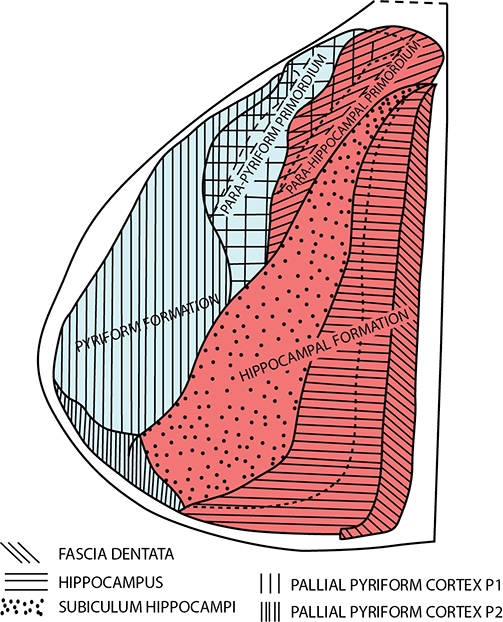 PARA-PYRIFORM PRIMORDIUM
PARA-HIPPOCAMPAL PRIMORDIUM
PYRIFORM FORMATION
HIPPOCAMPAL FORMATION
FASCIA DENTATA
HIPPOCAMPUS
SUBICULUM HIPPOCAMPI
PALLIAL PYRIFORM CORTEX P1
PALLIAL PYRIFORM CORTEX P2